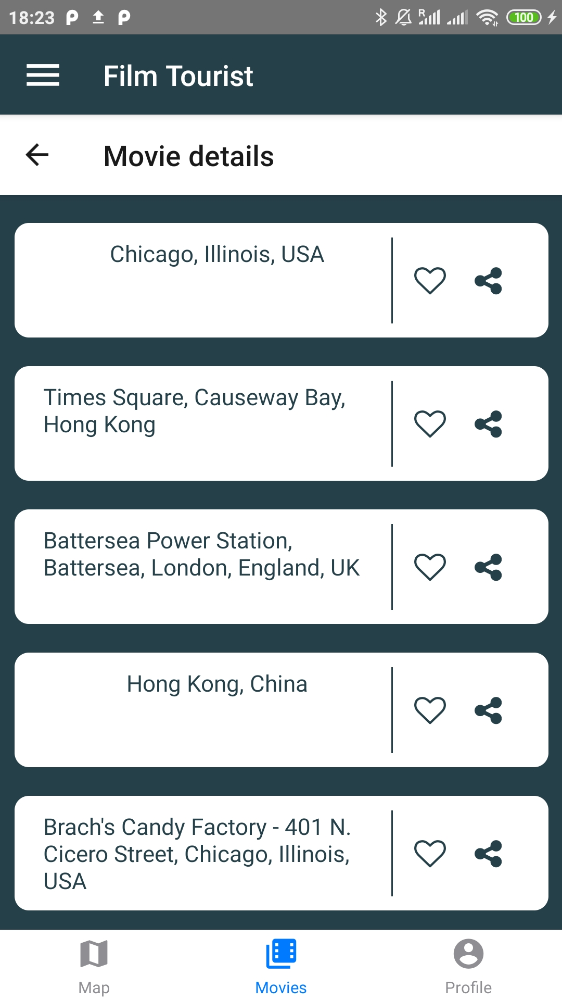 18:23
R
100
Film Tourist
Movie details
Chicago, Illinois, USA
Times Square, Causeway Bay,
Hong Kong
Battersea Power Station,
Battersea, London, England, UK
Hong Kong, China
Brach's Candy Factory - 401 N.
Cicero Street, Chicago, Illinois,
USA
Map
Movies
Profile